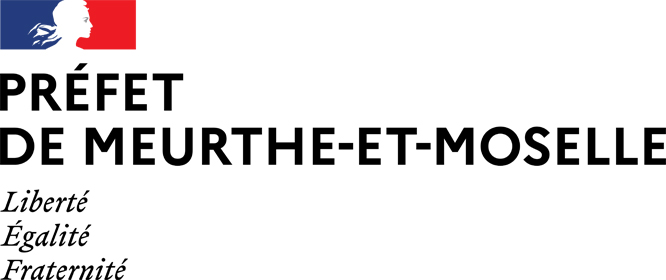 PRÉFET
DE MEURTHE-ET-MOSELLE
Liberté
Égalité
Fraternité